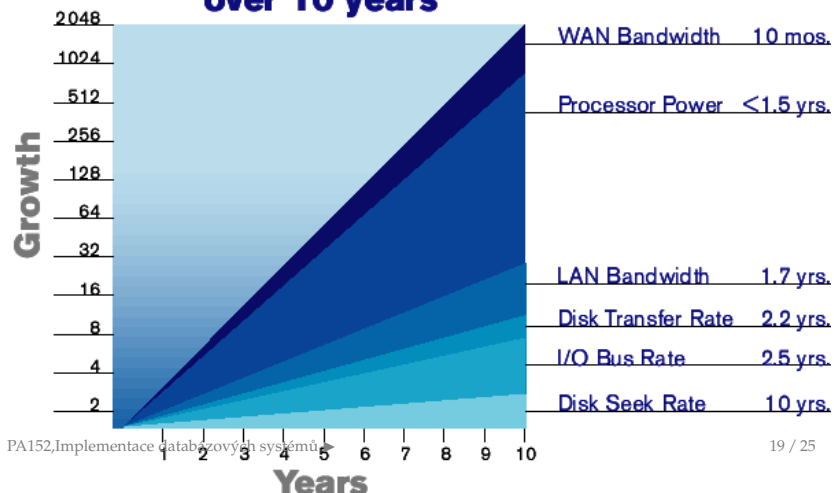 over 10 years
2048
1024
512
256
128
64
32
16
8
4
2
Growth
WAN Bandwidth 10 mos.
Processor Power <1.5 yrs.
LAN Bandwidth 1.7 yrs.
Disk Transfer Rate 2.2 yrs.
I/O Bus Rate 2.5 yrs.
Disk Seek Rate 10 yrs.
PA152,Implementace databázových systémů ► 19 / 25
1 2 3 4 5 6 7 8 9 10
Years